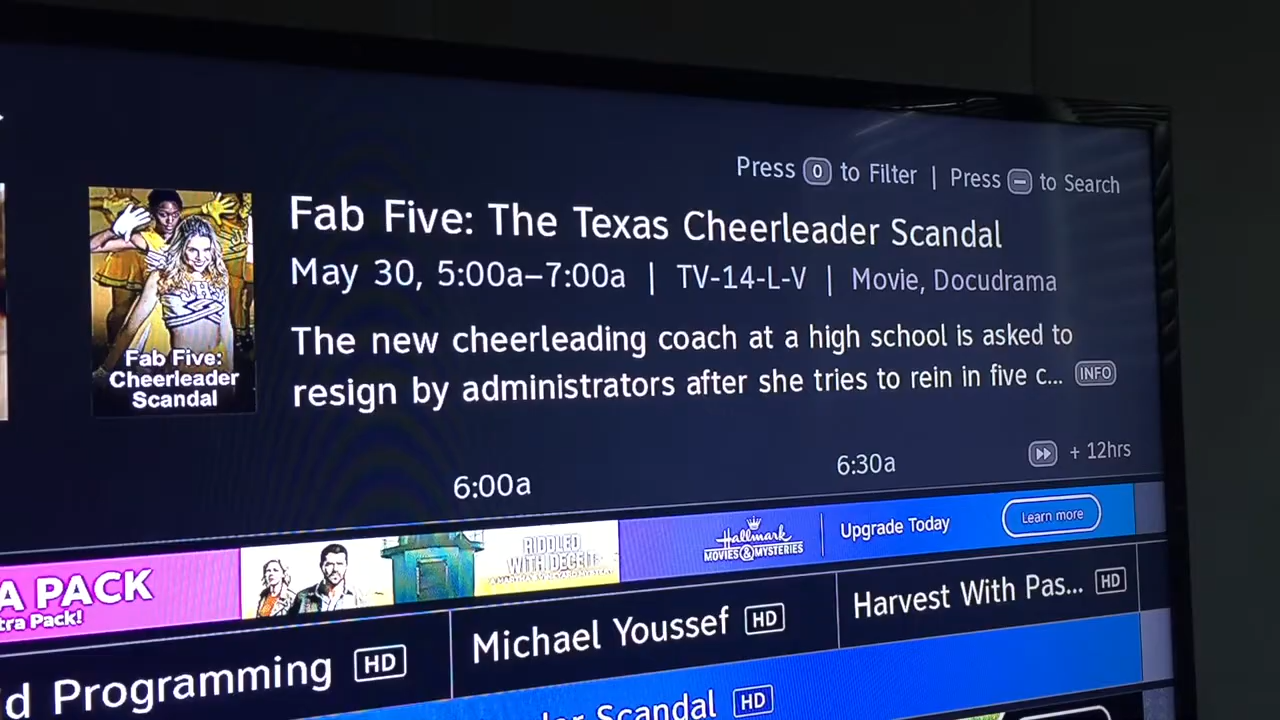 Press 0 to Filter | Press – to Search
Fab Five: The Texas Cheerleader Scandal
May 30, 5:00a–7:00a | TV-14-L-V | Movie, Docudrama
The new cheerleading coach at a high school is asked to
resign by administrators after she tries to rein in five c... INFO
Fab Five:
Cheerleader
Scandal
6:00a
6:30a
+ 12hrs
A PACK
tra Pack!
RIDDLED
WITH DECEIT
A MARTHA'S VINEYARD MYSTERY
Hallmark
MOVIES & MYSTERIES
Upgrade Today
Learn more
d Programming HD
Michael Youssef HD
Harvest With Pas... HD
Scandal HD